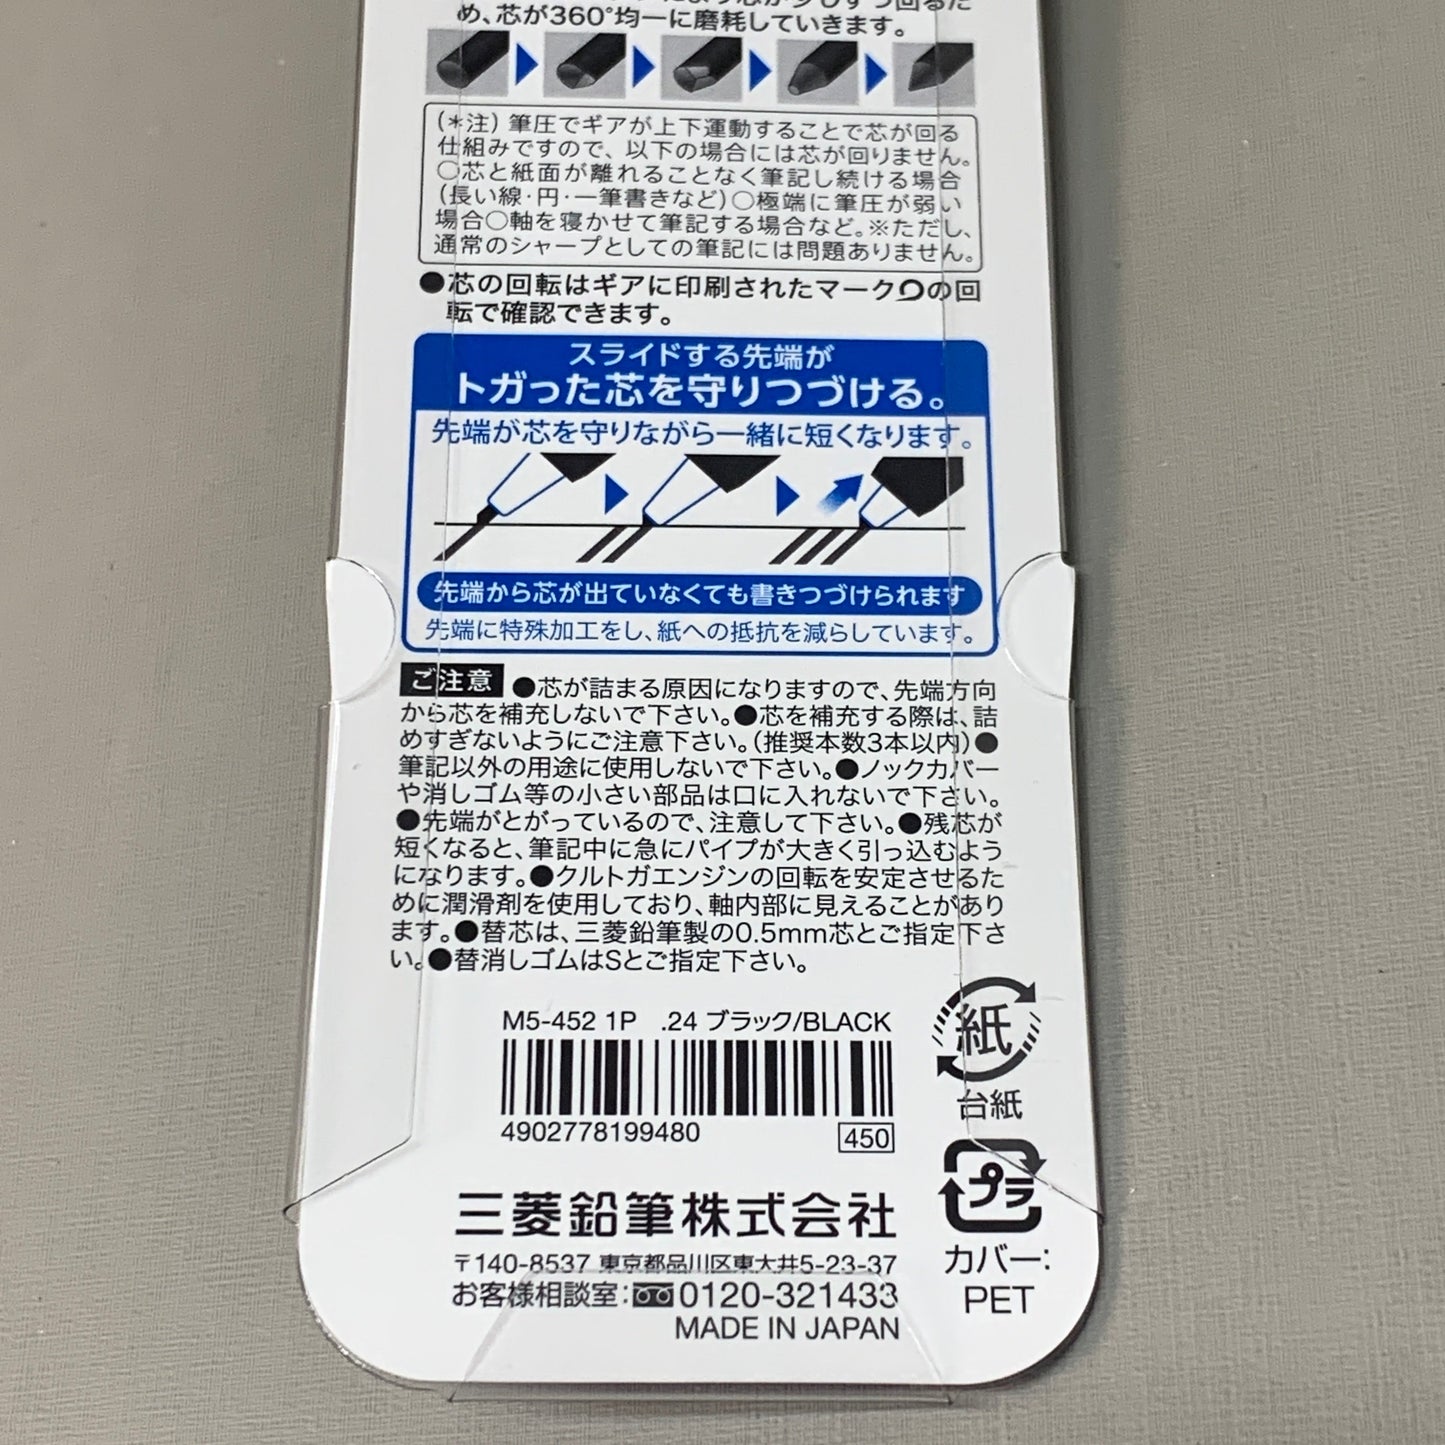 め、芯が360°均一に磨耗していきます。
(＊注) 筆圧でギアが上下運動することで芯が回る
仕組みですので、以下の場合には芯が回りません。
○芯と紙面が離れることなく筆記し続ける場合
(長い線・円・一筆書きなど)○極端に筆圧が弱い
場合○軸を寝かせて筆記する場合など。※ただし、
通常のシャープとしての筆記には問題ありません。
●芯の回転はギアに印刷されたマークの回
転で確認できます。
スライドする先端が
トガった芯を守りつづける。
先端が芯を守りながら一緒に短くなります。
先端から芯が出ていなくても書きつづけられます
先端に特殊加工をし、紙への抵抗を減らしています。
ご注意 ●芯が詰まる原因になりますので、先端方向
から芯を補充しないで下さい。●芯を補充する際は、詰
めすぎないようにご注意下さい。(推奨本数3本以内)●
筆記以外の用途に使用しないで下さい。●ノックカバー
や消しゴム等の小さい部品は口に入れないで下さい。
●先端がとがっているので、注意して下さい。●残芯が
短くなると、筆記中に急にパイプが大きく引っ込むよう
になります。●クルトガエンジンの回転を安定させるた
めに潤滑剤を使用しており、軸内部に見えることがあり
ます。●替芯は、三菱鉛筆製の0.5mm芯とご指定下さ
い。●替消しゴムはSとご指定下さい。
M5-452 1P .24 ブラック/BLACK
4902778199480
450
紙
台紙
プラ
カバー:
PET
三菱鉛筆株式会社
〒140-8537 東京都品川区東大井5-23-37
お客様相談室:0120-321433
MADE IN JAPAN